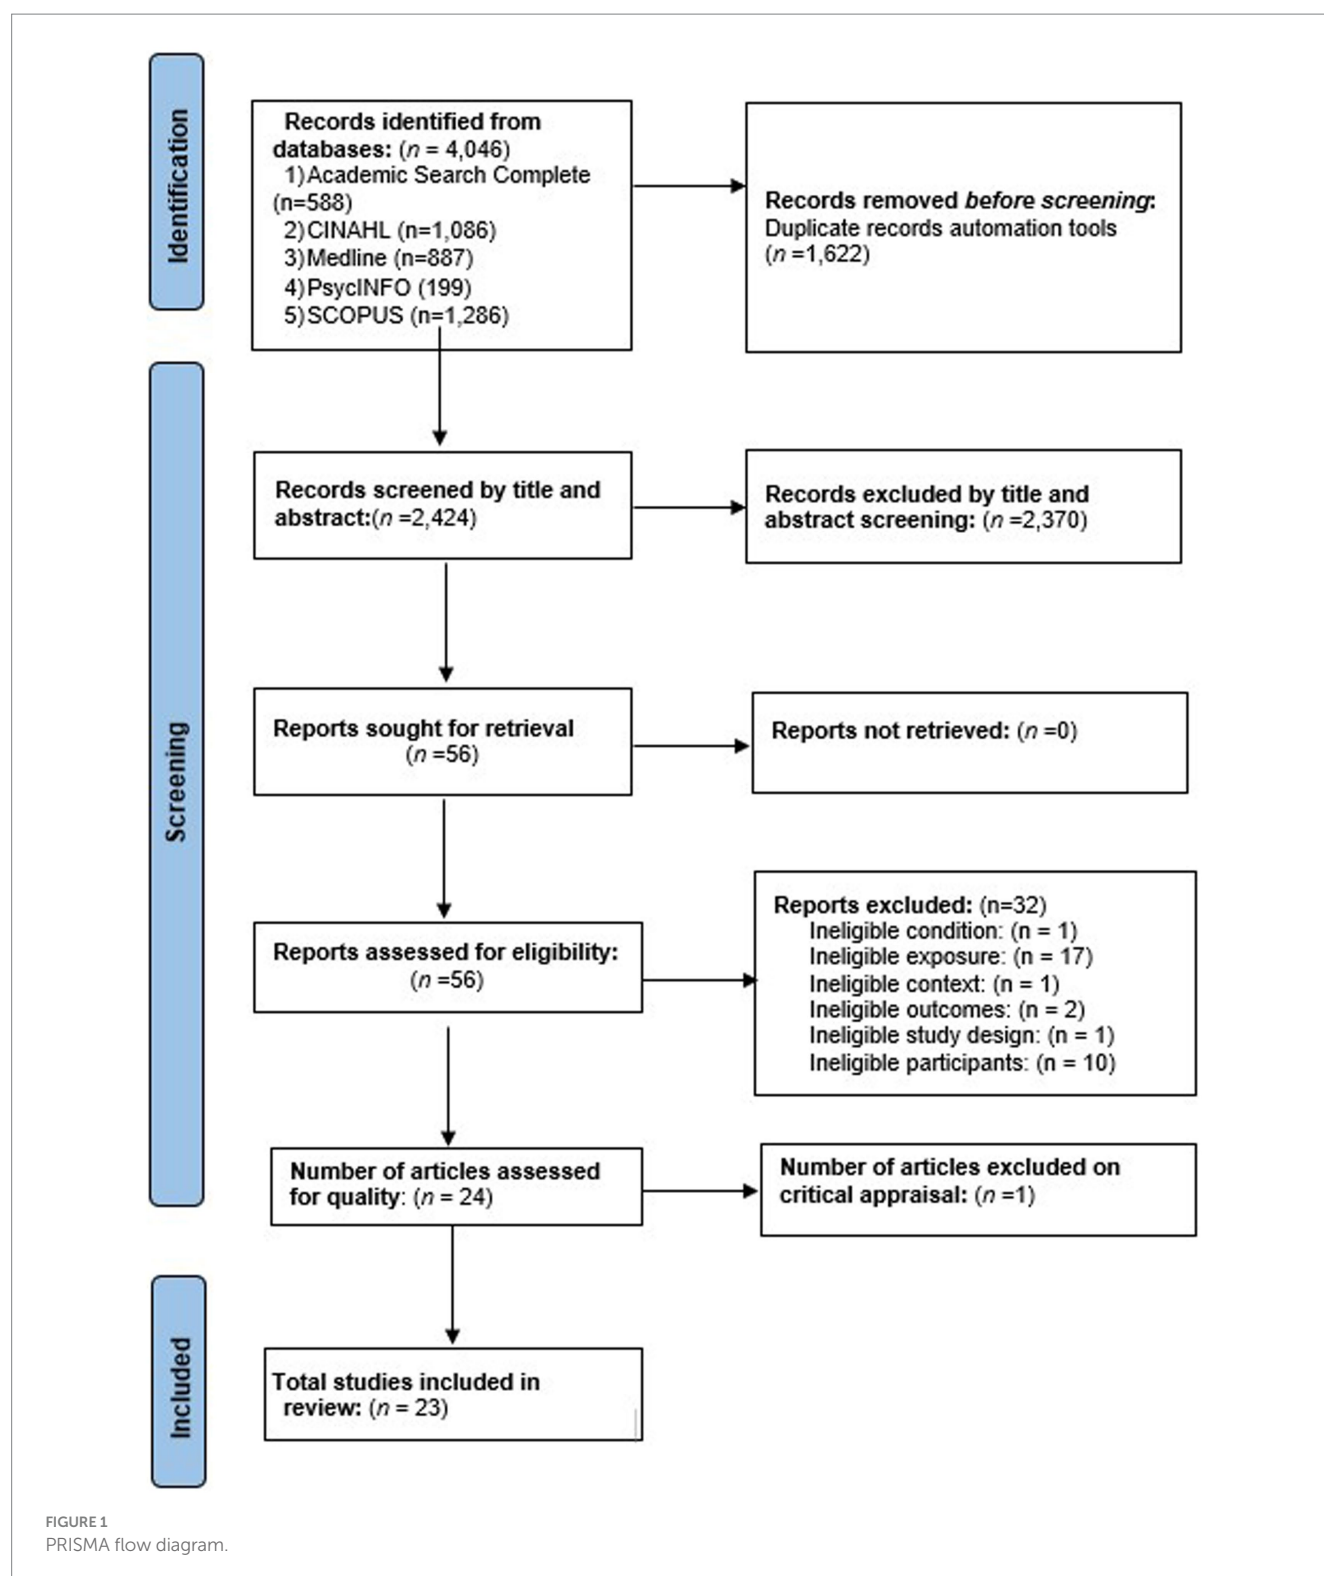 Identification
Records identified from
databases: (n = 4,046)
1)Academic Search Complete
(n=588)
2)CINAHL (n=1,086)
3)Medline (n=887)
4)PsycINFO (199)
5)SCOPUS (n=1,286)
Records removed before screening:
Duplicate records automation tools
(n =1,622)
Screening
Records screened by title and
abstract:(n =2,424)
Records excluded by title and
abstract screening: (n =2,370)
Reports sought for retrieval
(n =56)
Reports not retrieved: (n =0)
Reports assessed for eligibility:
(n =56)
Reports excluded: (n=32)
Ineligible condition: (n = 1)
Ineligible exposure: (n = 17)
Ineligible context: (n = 1)
Ineligible outcomes: (n = 2)
Ineligible study design: (n = 1)
Ineligible participants: (n = 10)
Number of articles assessed
for quality: (n = 24)
Number of articles excluded on
critical appraisal: (n =1)
Included
Total studies included in
review: (n = 23)
FIGURE 1
PRISMA flow diagram.